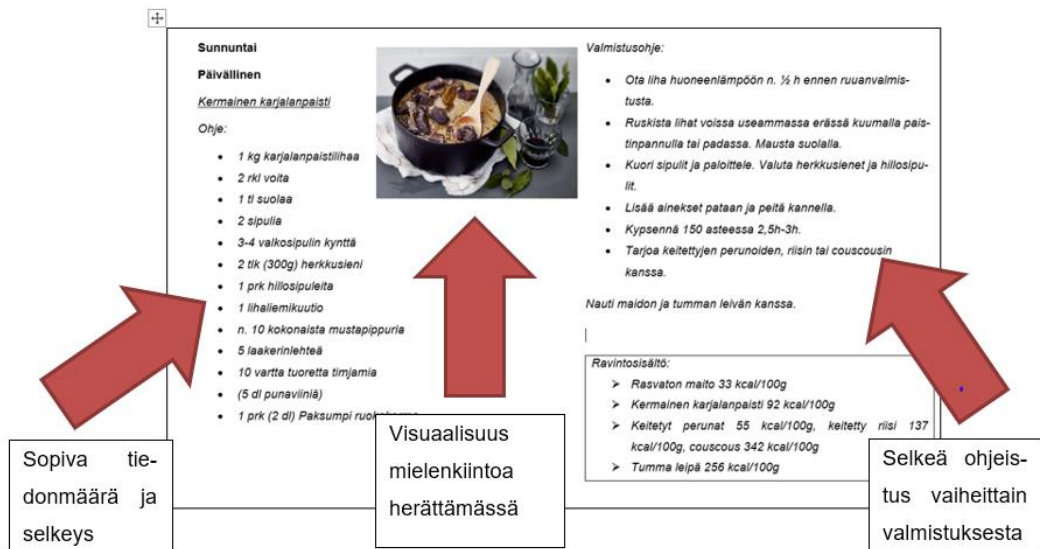 Sunnuntai
Päivällinen
Kermainen karjalanpaisti
Ohje:
1 kg karjalanpaistilihaa
2 rkl voita
1 tl suolaa
2 sipulia
3-4 valkosipulin kynttä
2 tlk (300g) herkkusieni
1 prk hillosipuleita
1 lihaliemikuutio
n. 10 kokonaista mustapippuria
5 laakerinlehteä
10 vartta tuoretta timjamia
(5 dl punaviiniä)
1 prk (2 dl) Paksumpi
Valmistusohje:
Ota liha huoneenlämpöön n. ½ h ennen ruuanvalmis-
tusta.
Ruskista lihat voissa useammassa erässä kuumalla pais-
tinpannulla tai padassa. Mausta suolalla.
Kuori sipulit ja paloittele. Valuta herkkusienet ja hillosipu-
lit.
Lisää ainekset pataan ja peitä kannella.
Kypsennä 150 asteessa 2,5h-3h.
Tarjoa keitettyjen perunoiden, riisin tai couscousin
kanssa.
Nauti maidon ja tumman leivän kanssa.
Ravintosisältö:
Rasvaton maito 33 kcal/100g
Kermainen karjalanpaisti 92 kcal/100g
Keitetyt perunat 55 kcal/100g, keitetty riisi 137
kcal/100g, couscous 342 kcal/100g
Tumma leipä 256 kcal/100g
Sopiva tie-
donmäärä ja
selkeys
Visuaalisuus
mielenkiintoa
herättämässä
Selkeä ohjeis-
tus vaiheittain
valmistuksesta